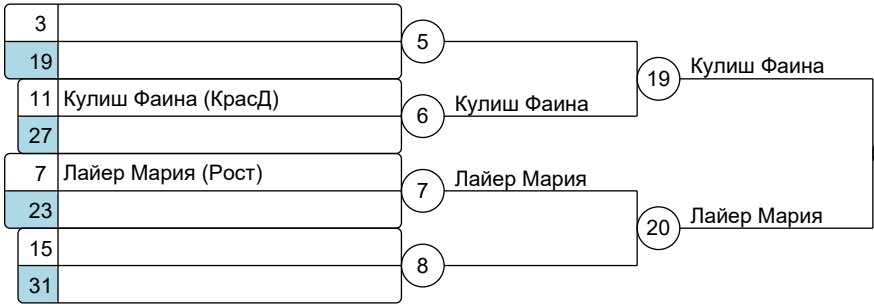 3
19
5
11 Кулиш Фаина (КрасД)
27
6 Кулиш Фаина
19 Кулиш Фаина
7 Лайер Мария (Рост)
23
7 Лайер Мария
15
31
8
20 Лайер Мария